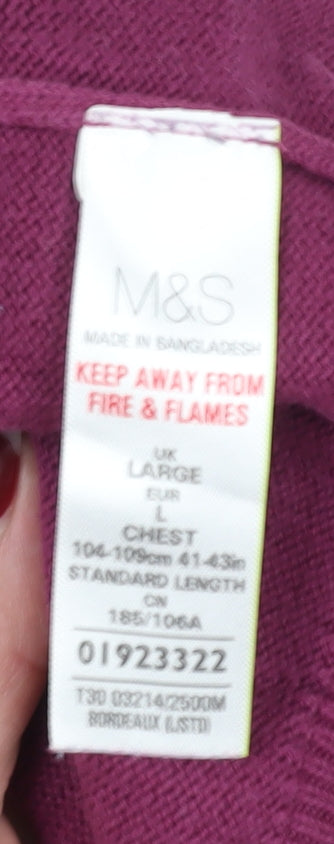 M&S
MADE IN BANGLADESH
KEEP AWAY FROM
FIRE & FLAMES
UK
LARGE
EUR
L
CHEST
104-109cm 41-43in
STANDARD LENGTH
CN
185/106A
01923322
T30 03214/2500M
BORDEAUX (L/STD)